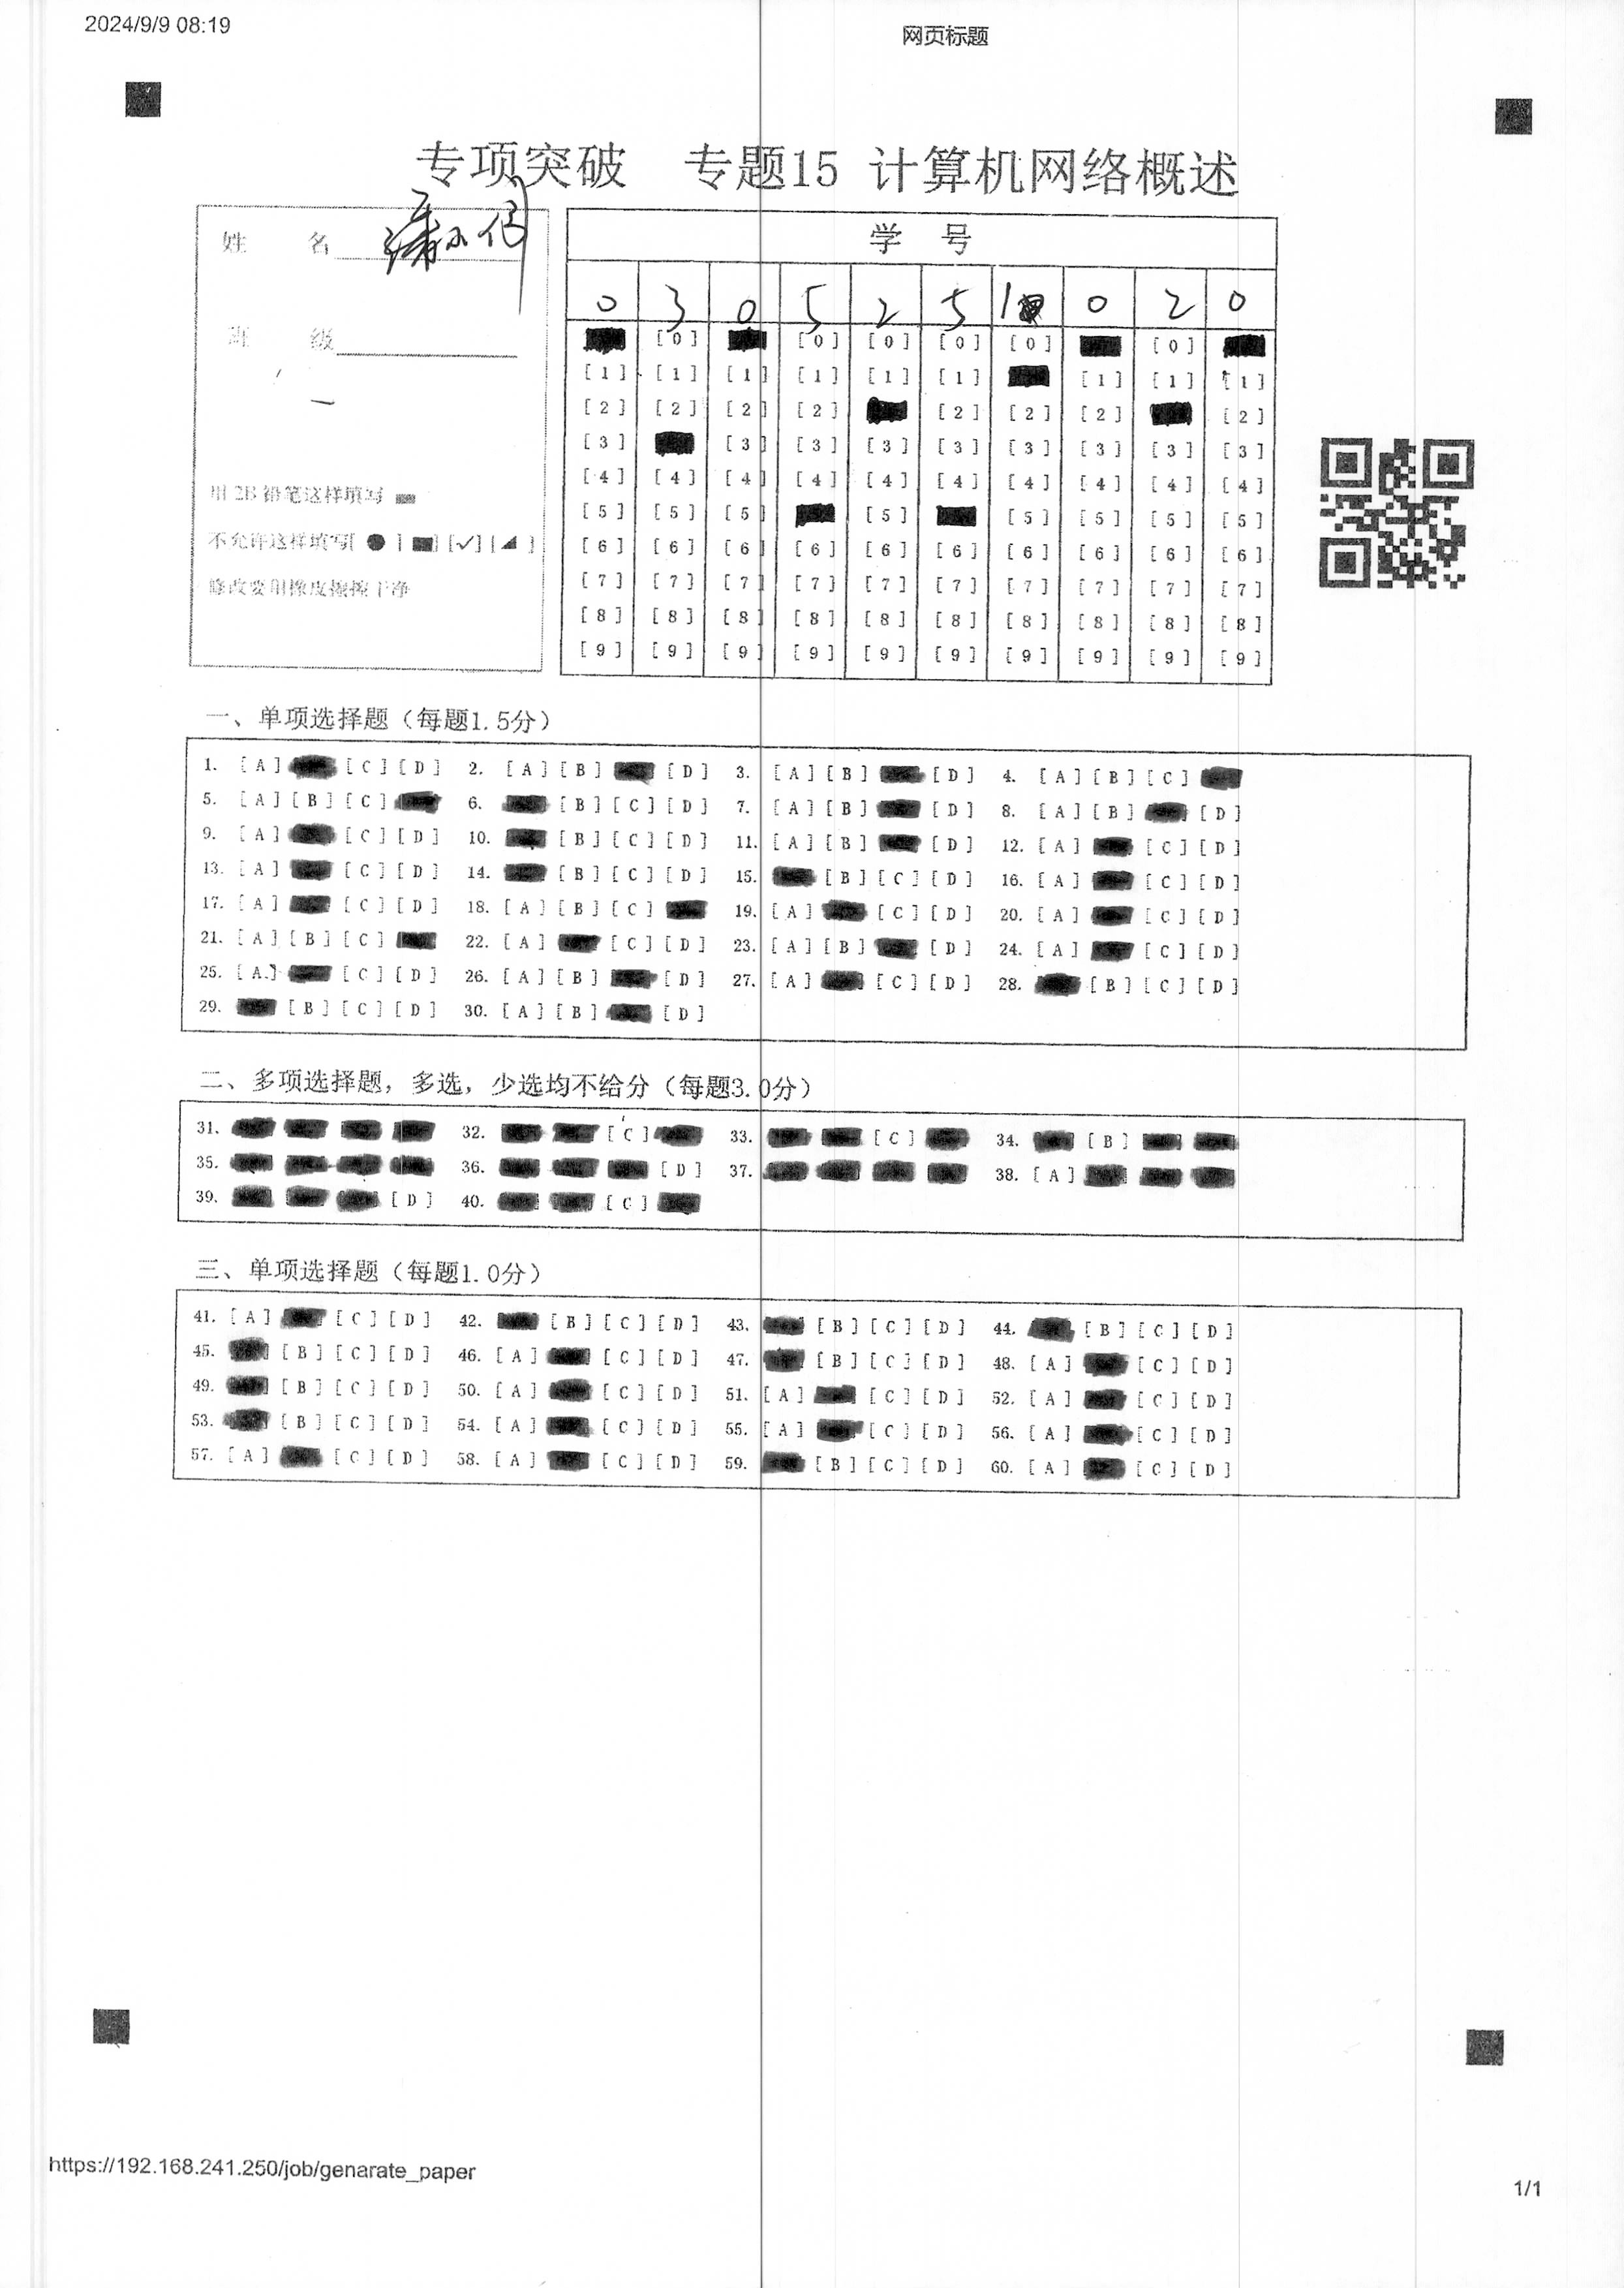 2024/9/9 08:19
网页标题
专项突破 专题15 计算机网络概述
姓 名
班 级
用2B铅笔这样填写
不允许这样填写[●][■][✓][◢]
修改要用橡皮擦擦干净
学 号
0 3 0 5 2 5 1 0 2 0
[0] [0] [0] [0] [0] [0]
[1] [1] [1] [1] [1] [1] [1] [1] [1]
[2] [2] [2] [2] [2] [2] [2] [2]
[3] [3] [3] [3] [3] [3] [3] [3] [3]
[4] [4] [4] [4] [4] [4] [4] [4] [4] [4]
[5] [5] [5] [5] [5] [5] [5] [5]
[6] [6] [6] [6] [6] [6] [6] [6] [6] [6]
[7] [7] [7] [7] [7] [7] [7] [7] [7] [7]
[8] [8] [8] [8] [8] [8] [8] [8] [8] [8]
[9] [9] [9] [9] [9] [9] [9] [9] [9] [9]
一、单项选择题（每题1.5分）
1. [A] [C] [D] 2. [A] [B] [D] 3. [A] [B] [D] 4. [A] [B] [C]
5. [A] [B] [C] 6. [B] [C] [D] 7. [A] [B] [D] 8. [A] [B] [D]
9. [A] [C] [D] 10. [B] [C] [D] 11. [A] [B] [D] 12. [A] [C] [D]
13. [A] [C] [D] 14. [B] [C] [D] 15. [B] [C] [D] 16. [A] [C] [D]
17. [A] [C] [D] 18. [A] [B] [C] 19. [A] [C] [D] 20. [A] [C] [D]
21. [A] [B] [C] 22. [A] [C] [D] 23. [A] [B] [D] 24. [A] [C] [D]
25. [A] [C] [D] 26. [A] [B] [D] 27. [A] [C] [D] 28. [B] [C] [D]
29. [B] [C] [D] 30. [A] [B] [D]
二、多项选择题，多选，少选均不给分（每题3.0分）
31. 32. [C] 33. [C] 34. [B]
35. 36. [D] 37. 38. [A]
39. [D] 40. [C]
三、单项选择题（每题1.0分）
41. [A] [C] [D] 42. [B] [C] [D] 43. [B] [C] [D] 44. [B] [C] [D]
45. [B] [C] [D] 46. [A] [C] [D] 47. [B] [C] [D] 48. [A] [C] [D]
49. [B] [C] [D] 50. [A] [C] [D] 51. [A] [C] [D] 52. [A] [C] [D]
53. [B] [C] [D] 54. [A] [C] [D] 55. [A] [C] [D] 56. [A] [C] [D]
57. [A] [C] [D] 58. [A] [C] [D] 59. [B] [C] [D] 60. [A] [C] [D]
https://192.168.241.250/job/genarate_paper
1/1